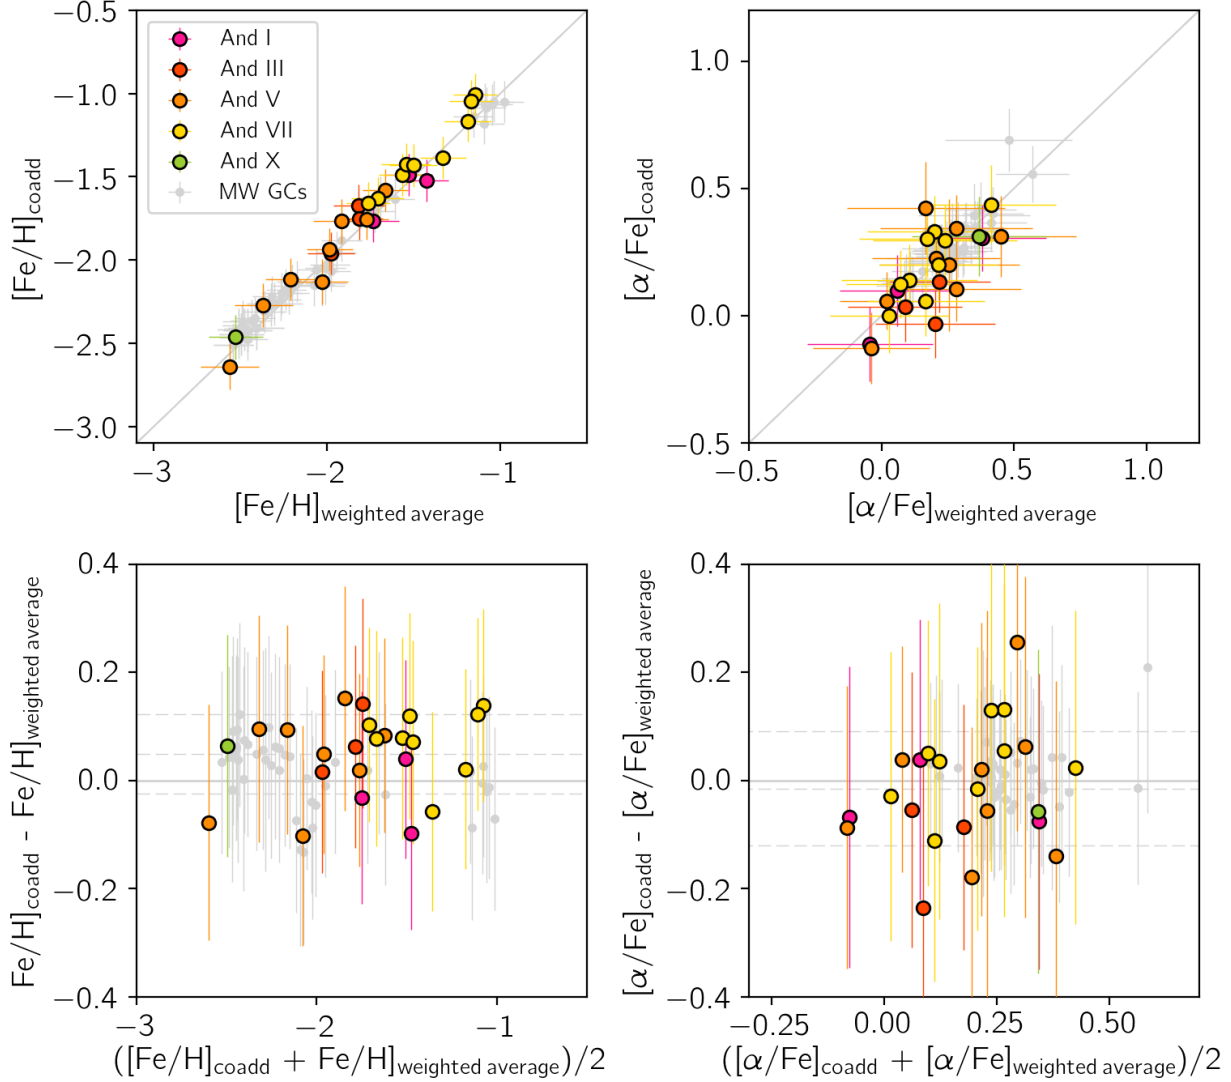 −0.5
−1.0
−1.5
−2.0
−2.5
−3.0
[Fe/H]coadd
And I
And III
And V
And VII
And X
MW GCs
−3
−2
−1
[Fe/H]weighted average
1.0
0.5
0.0
−0.5
[α/Fe]coadd
−0.5
0.0
0.5
1.0
[α/Fe]weighted average
0.4
0.2
0.0
−0.2
−0.4
Fe/H]coadd - Fe/H]weighted average
−3
−2
−1
([Fe/H]coadd + Fe/H]weighted average)/2
0.4
0.2
0.0
−0.2
−0.4
[α/Fe]coadd - [α/Fe]weighted average
−0.25
0.00
0.25
0.50
([α/Fe]coadd + [α/Fe]weighted average)/2